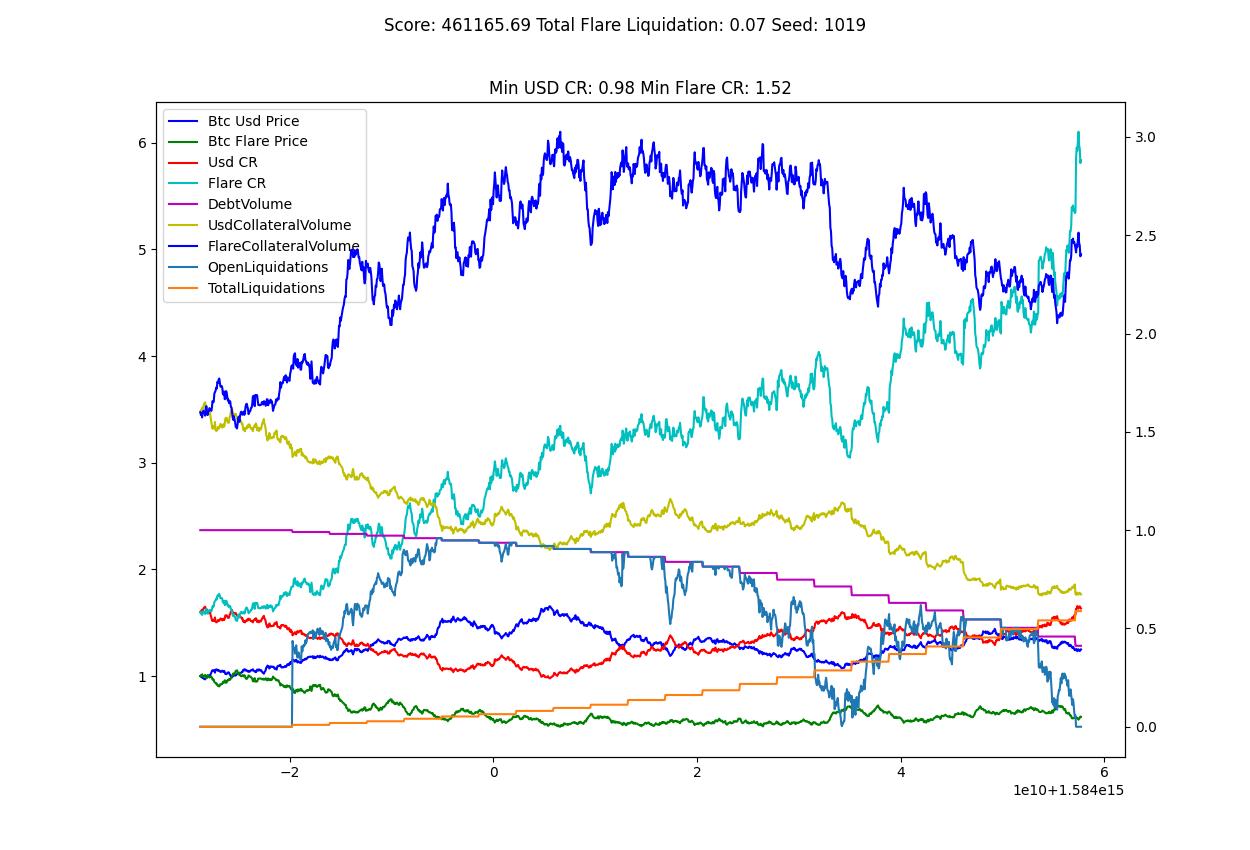 Score: 461165.69 Total Flare Liquidation: 0.07 Seed: 1019
Min USD CR: 0.98 Min Flare CR: 1.52
Btc Usd Price
Btc Flare Price
Usd CR
Flare CR
DebtVolume
UsdCollateralVolume
FlareCollateralVolume
OpenLiquidations
TotalLiquidations
6
5
4
3
2
1
3.0
2.5
2.0
1.5
1.0
0.5
0.0
−2 0 2 4 6
1e10+1.584e15